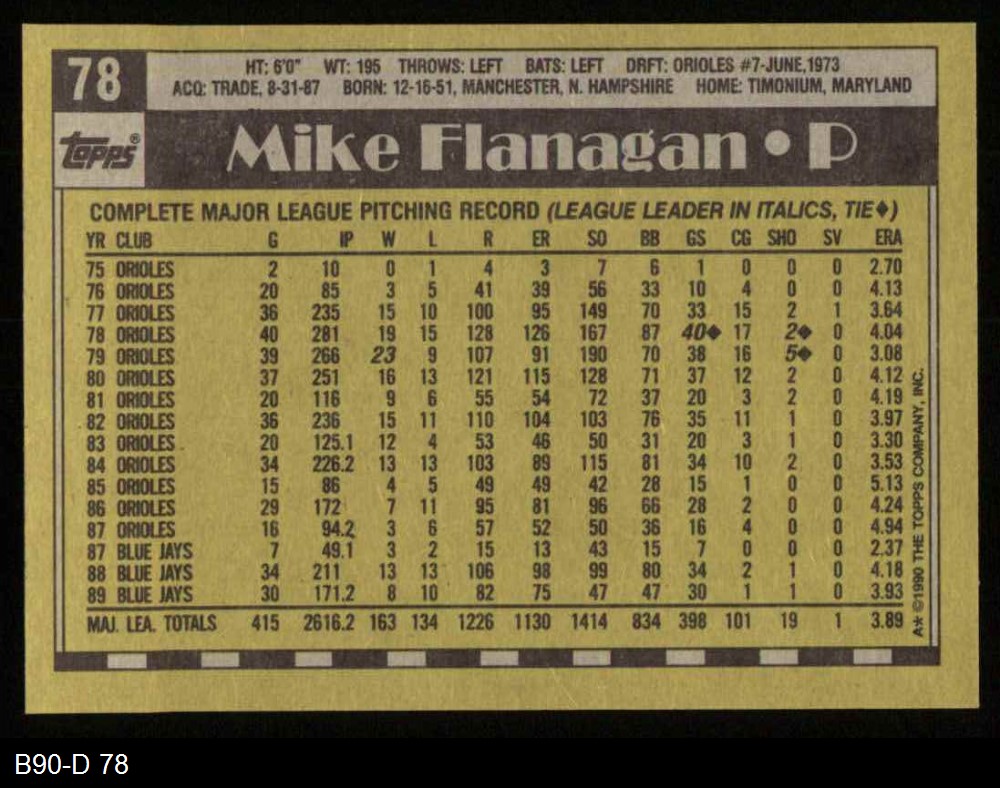 78
HT: 6'0" WT: 195 THROWS: LEFT BATS: LEFT DRFT: ORIOLES #7-JUNE,1973
ACQ: TRADE, 8-31-87 BORN: 12-16-51, MANCHESTER, N. HAMPSHIRE HOME: TIMONIUM, MARYLAND
topps®
Mike Flanagan • P
COMPLETE MAJOR LEAGUE PITCHING RECORD (LEAGUE LEADER IN ITALICS, TIE♦)
YR CLUB G IP W L R ER SO BB GS CG SHO SV ERA
75 ORIOLES 2 10 0 1 4 3 7 6 1 0 0 0 2.70
76 ORIOLES 20 85 3 5 41 39 56 33 10 4 0 0 4.13
77 ORIOLES 36 235 15 10 100 95 149 70 33 15 2 1 3.64
78 ORIOLES 40 281 19 15 128 126 167 87 40♦ 17 2♦ 0 4.04
79 ORIOLES 39 266 23 9 107 91 190 70 38 16 5♦ 0 3.08
80 ORIOLES 37 251 16 13 121 115 128 71 37 12 2 0 4.12
81 ORIOLES 20 116 9 6 55 54 72 37 20 3 2 0 4.19
82 ORIOLES 36 236 15 11 110 104 103 76 35 11 1 0 3.97
83 ORIOLES 20 125.1 12 4 53 46 50 31 20 3 1 0 3.30
84 ORIOLES 34 226.2 13 13 103 89 115 81 34 10 2 0 3.53
85 ORIOLES 15 86 4 5 49 49 42 28 15 1 0 0 5.13
86 ORIOLES 29 172 7 11 95 81 96 66 28 2 0 0 4.24
87 ORIOLES 16 94.2 3 6 57 52 50 36 16 4 0 0 4.94
87 BLUE JAYS 7 49.1 3 2 15 13 43 15 7 0 0 0 2.37
88 BLUE JAYS 34 211 13 13 106 98 99 80 34 2 1 0 4.18
89 BLUE JAYS 30 171.2 8 10 82 75 47 47 30 1 1 0 3.93
MAJ. LEA. TOTALS 415 2616.2 163 134 1226 1130 1414 834 398 101 19 1 3.89
A* ©1990 THE TOPPS COMPANY, INC.
B90-D 78